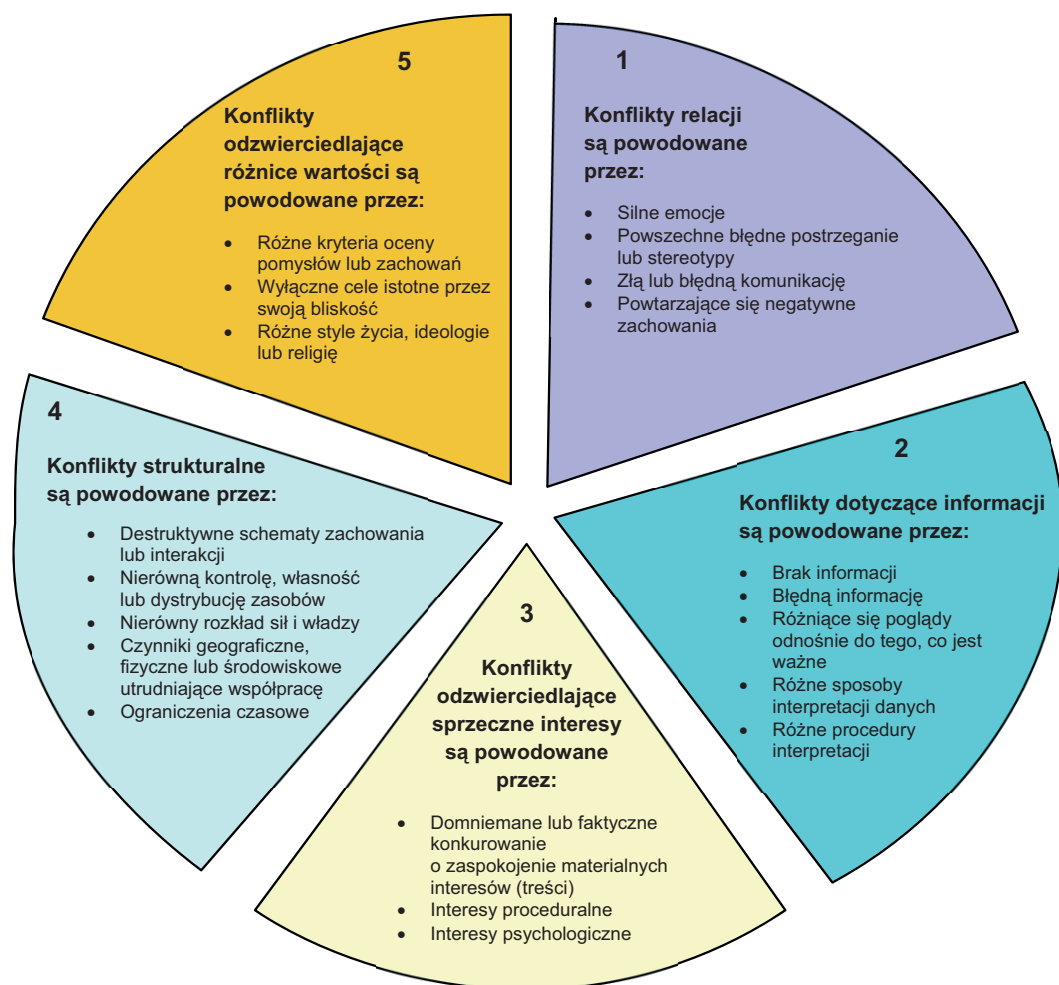 1
Konflikty relacji
są powodowane
przez:
• Silne emocje
• Powszechne błędne postrzeganie
lub stereotypy
• Złą lub błędną komunikację
• Powtarzające się negatywne
zachowania
2
Konflikty dotyczące informacji
są powodowane przez:
• Brak informacji
• Błędną informację
• Różniące się poglądy
odnośnie do tego, co jest
ważne
• Różne sposoby
interpretacji danych
• Różne procedury
interpretacji
3
Konflikty
odzwierciedlające
sprzeczne interesy
są powodowane
przez:
• Domniemane lub faktyczne
konkurowanie
o zaspokojenie materialnych
interesów (treści)
• Interesy proceduralne
• Interesy psychologiczne
4
Konflikty strukturalne
są powodowane przez:
• Destruktywne schematy zachowania
lub interakcji
• Nierówną kontrolę, własność
lub dystrybucję zasobów
• Nierówny rozkład sił i władzy
• Czynniki geograficzne,
fizyczne lub środowiskowe
utrudniające współpracę
• Ograniczenia czasowe
5
Konflikty
odzwierciedlające
różnice wartości są
powodowane przez:
• Różne kryteria oceny
pomysłów lub zachowań
• Wyłączne cele istotne przez
swoją bliskość
• Różne style życia, ideologie
lub religię